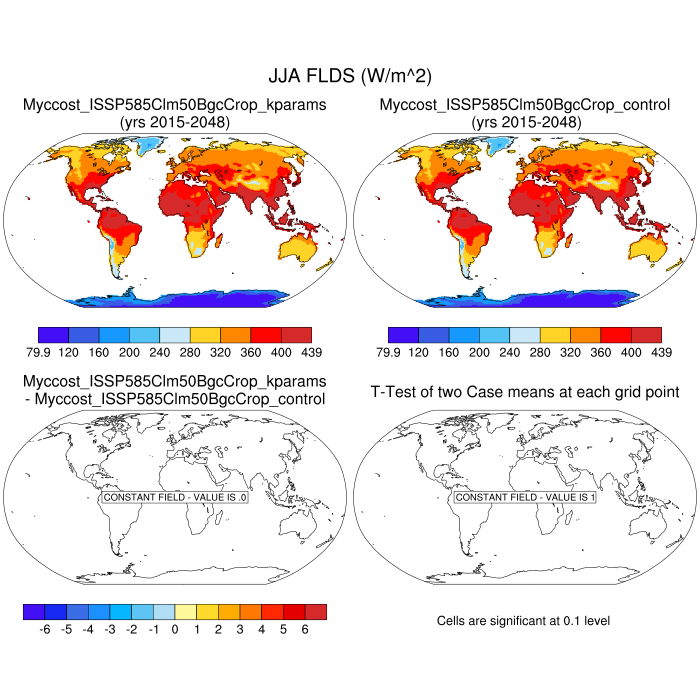 JJA FLDS (W/m^2)
Myccost_ISSP585Clm50BgcCrop_kparams
(yrs 2015-2048)
Myccost_ISSP585Clm50BgcCrop_control
(yrs 2015-2048)
79.9 120 160 200 240 280 320 360 400 439
79.9 120 160 200 240 280 320 360 400 439
Myccost_ISSP585Clm50BgcCrop_kparams
- Myccost_ISSP585Clm50BgcCrop_control
T-Test of two Case means at each grid point
CONSTANT FIELD - VALUE IS .0
CONSTANT FIELD - VALUE IS 1
-6 -5 -4 -3 -2 -1 0 1 2 3 4 5 6
Cells are significant at 0.1 level